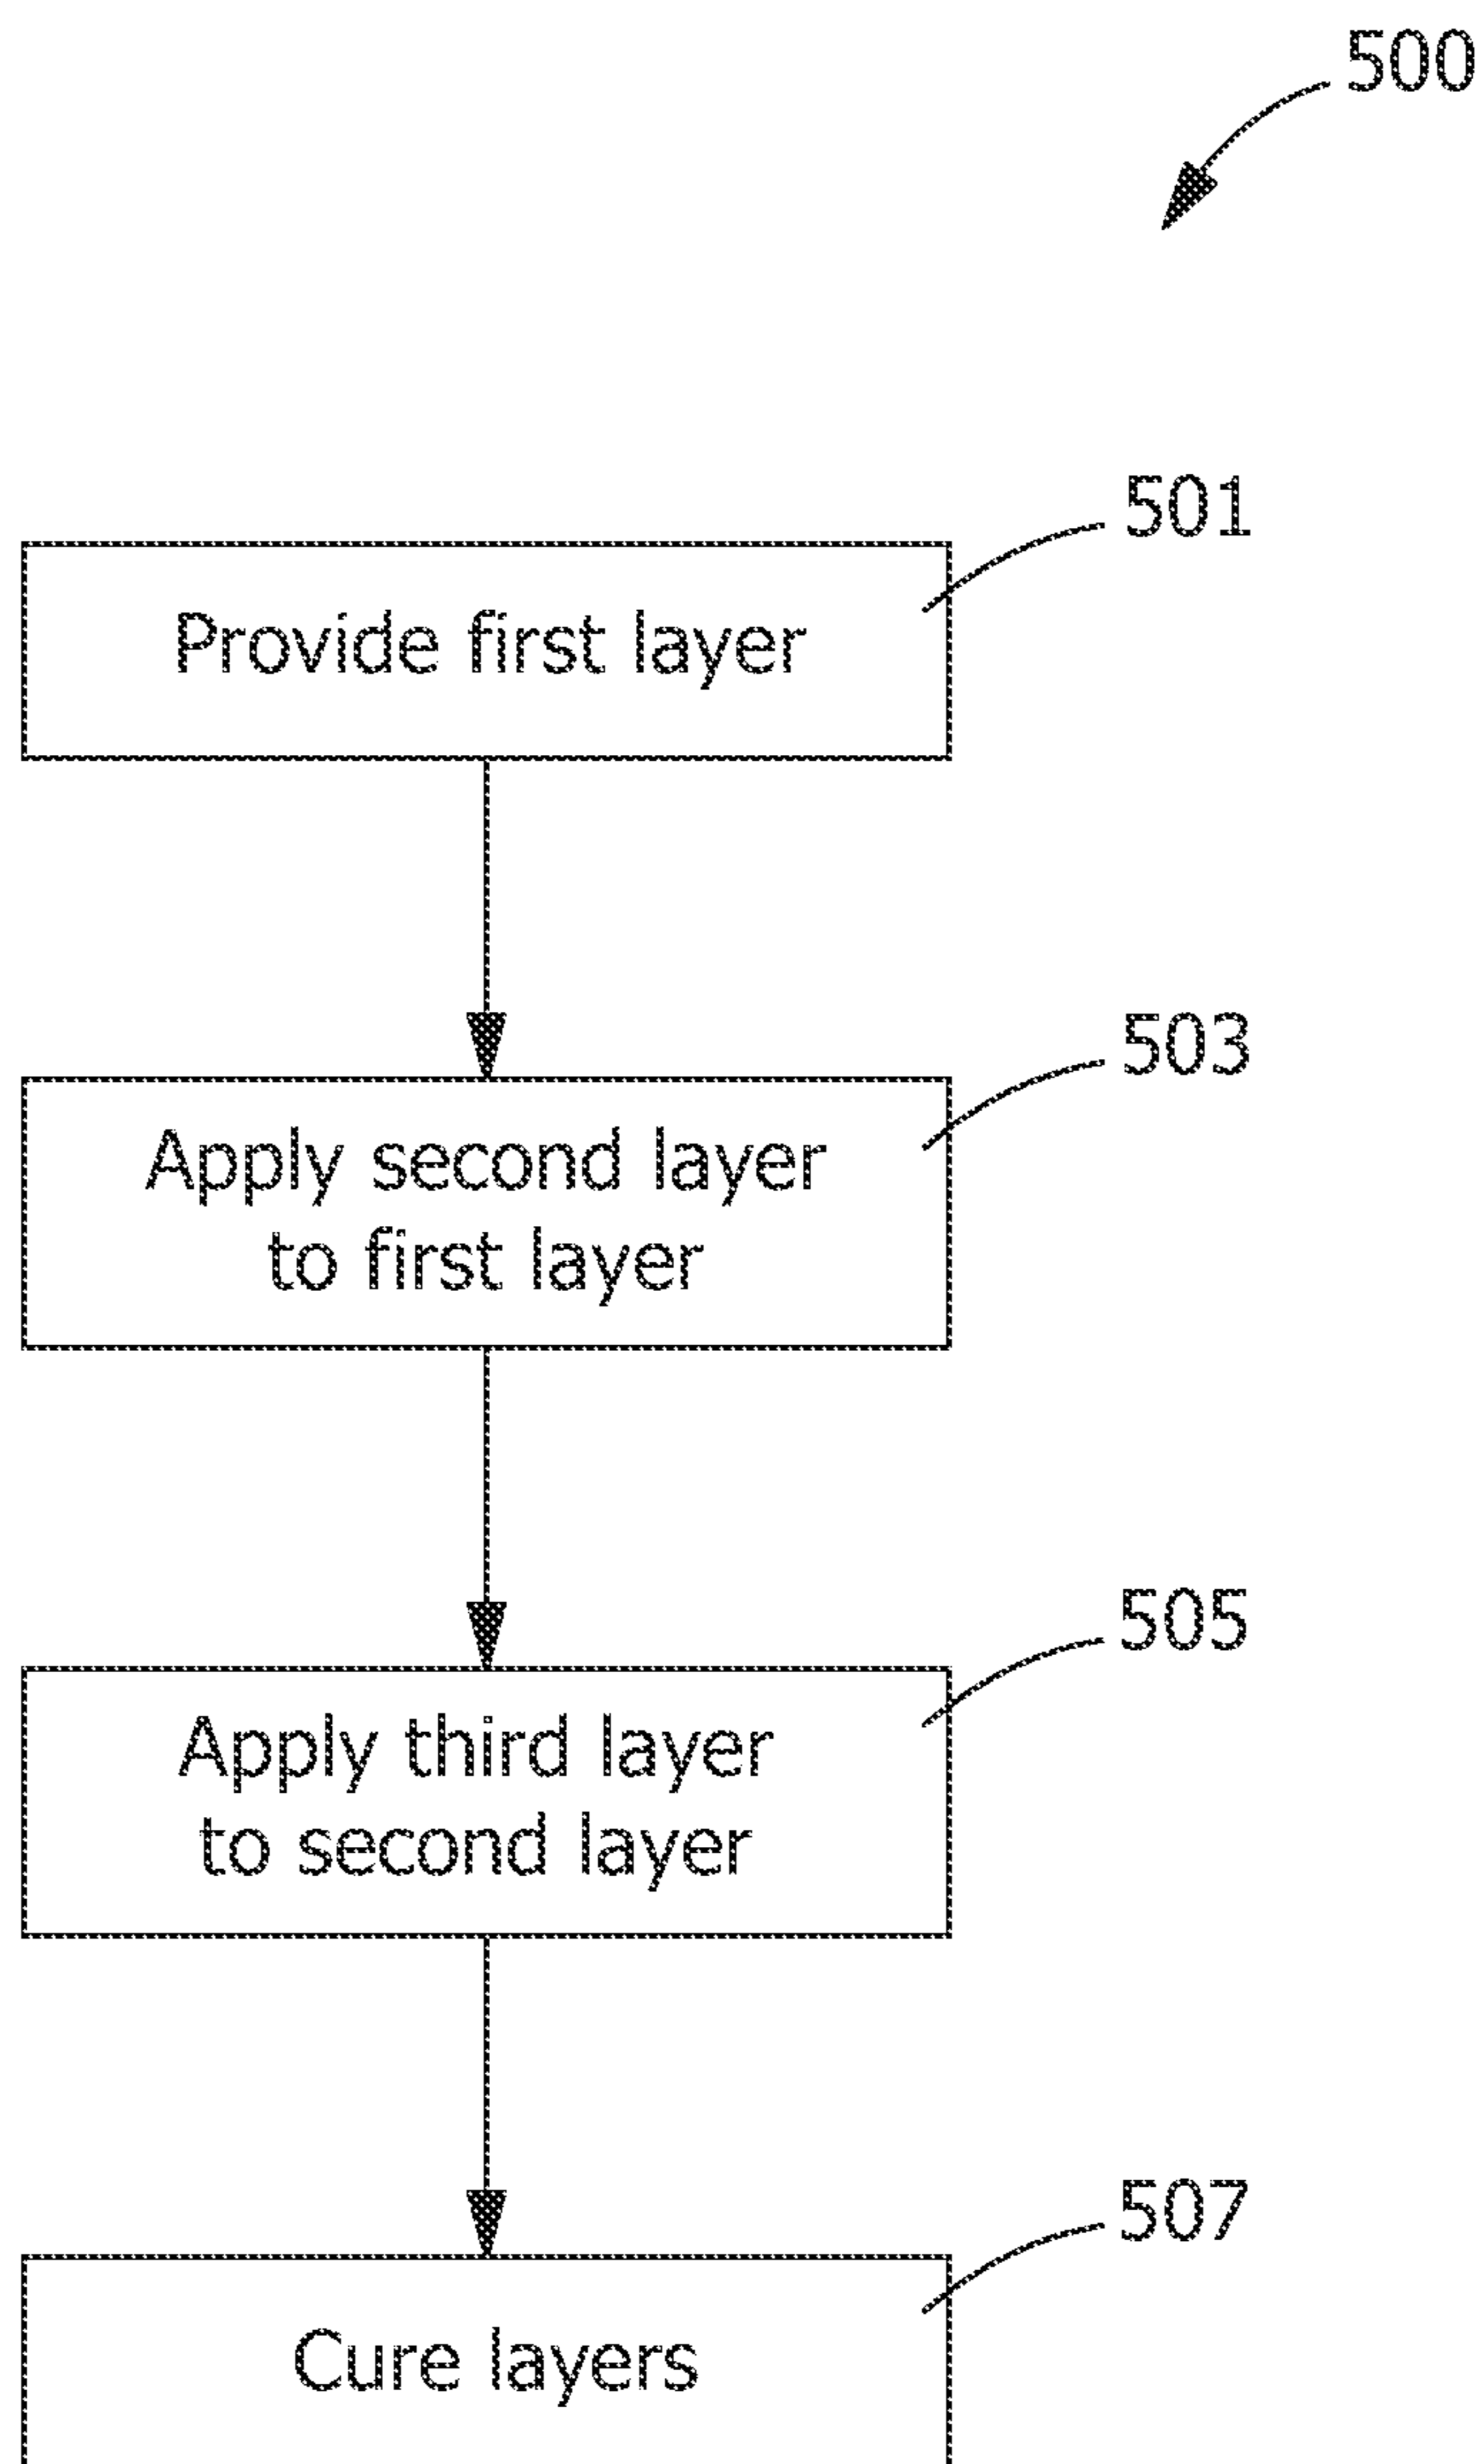 500
501
Provide first layer
503
Apply second layer
to first layer
505
Apply third layer
to second layer
507
Cure layers